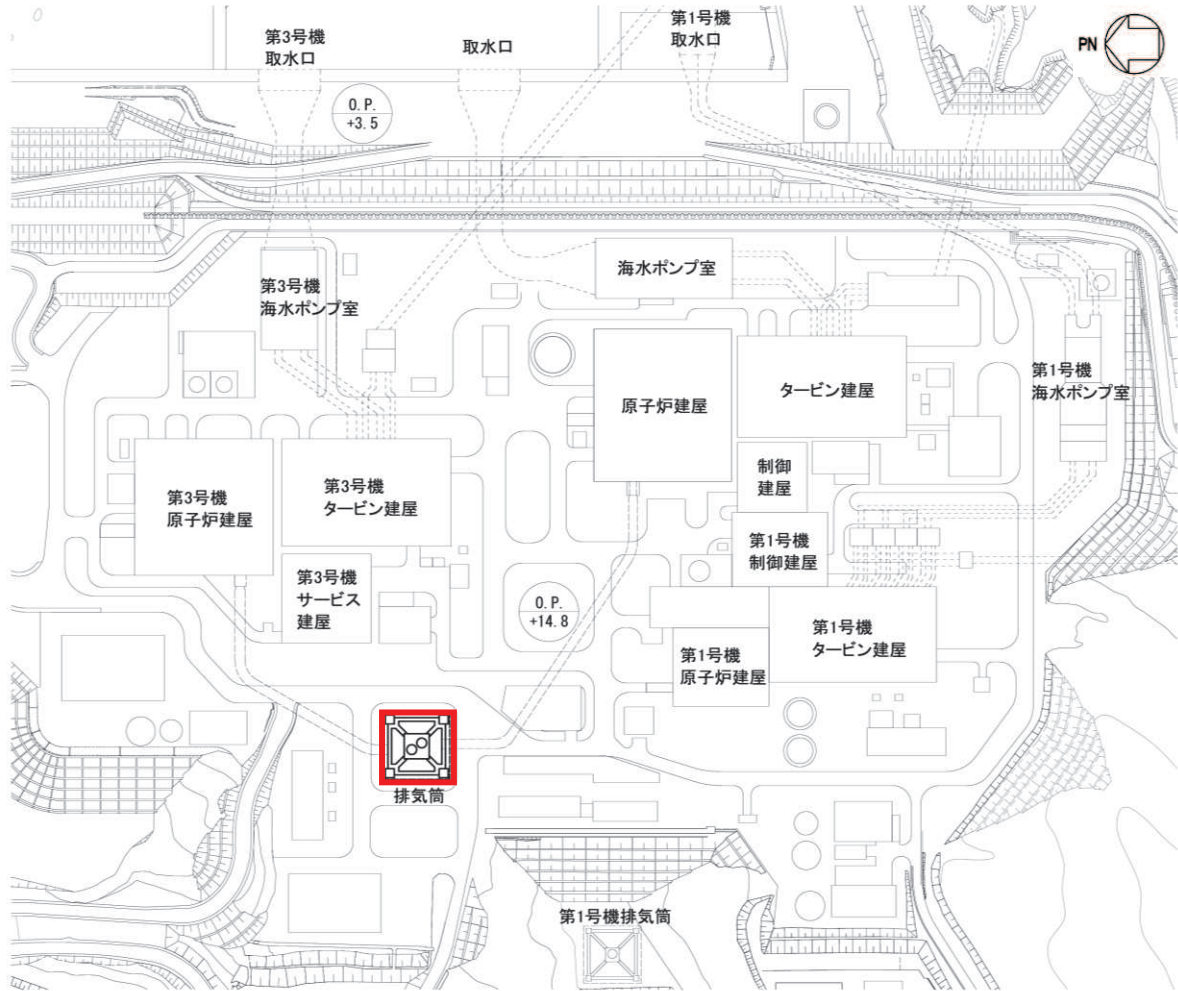 第3号機
取水口
取水口
第1号機
取水口
PN
O.P.
+3.5
第3号機
海水ポンプ室
海水ポンプ室
第1号機
海水ポンプ室
原子炉建屋
タービン建屋
制御
建屋
第3号機
原子炉建屋
第3号機
タービン建屋
第1号機
制御建屋
第3号機
サービス
建屋
O.P.
+14.8
第1号機
原子炉建屋
第1号機
タービン建屋
排気筒
第1号機排気筒